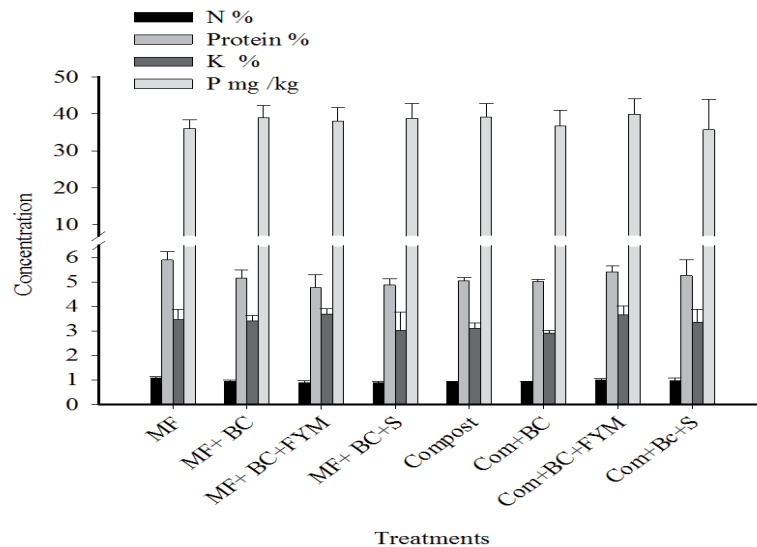 N %
Protein %
K %
P mg /kg
50
40
30
20
10
6
5
4
3
2
1
0
Concentration
MF
MF+ BC
MF+ BC+FYM
MF+ BC+S
Compost
Com+BC
Com+BC+FYM
Com+Bc+S
Treatments